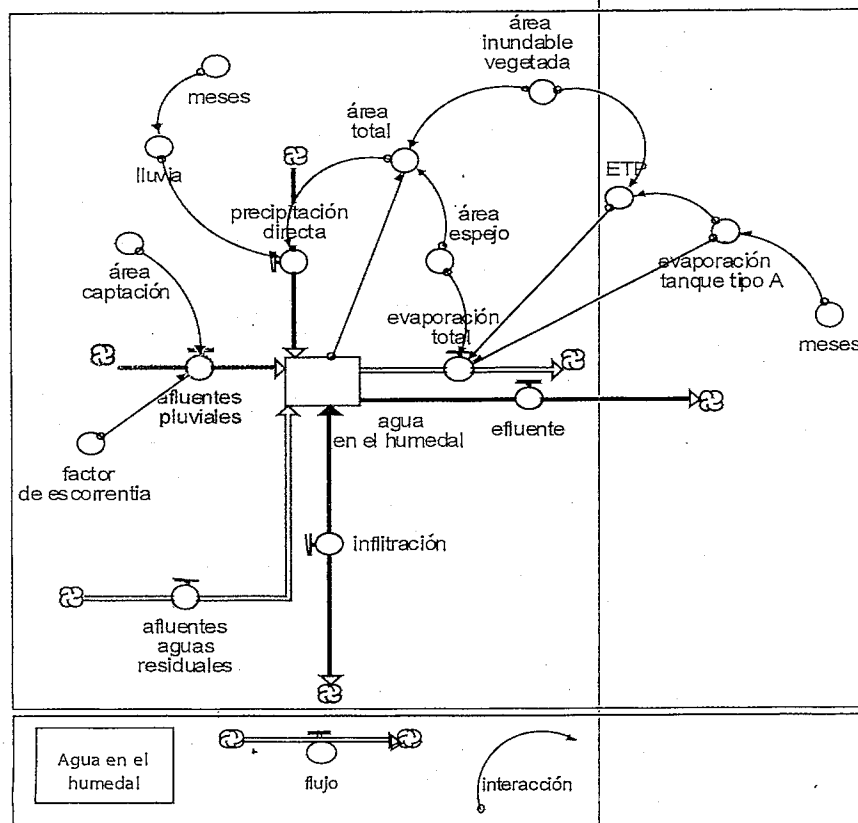 área
inundable
vegetada
meses
área
total
lluvia
ETP
precipitación
directa
área
espejo
área
captación
evaporación
tanque tipo A
evaporación
total
meses
afluentes
pluviales
agua
en el humedal
efluente
factor
de escorrentia
inflitración
afluentes
aguas
residuales
Agua en el
humedal
flujo
interacción